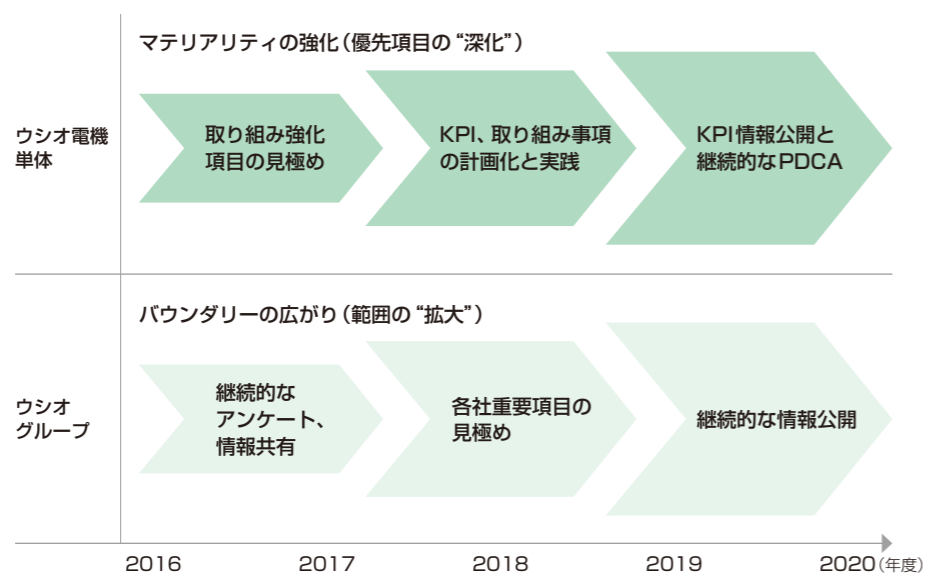 マテリアリティの強化（優先項目の“深化”）
ウシオ電機
単体
取り組み強化
項目の見極め
KPI、取り組み事項
の計画化と実践
KPI情報公開と
継続的なPDCA
バウンダリーの広がり（範囲の“拡大”）
ウシオ
グループ
継続的な
アンケート、
情報共有
各社重要項目の
見極め
継続的な情報公開
2016 2017 2018 2019 2020（年度）